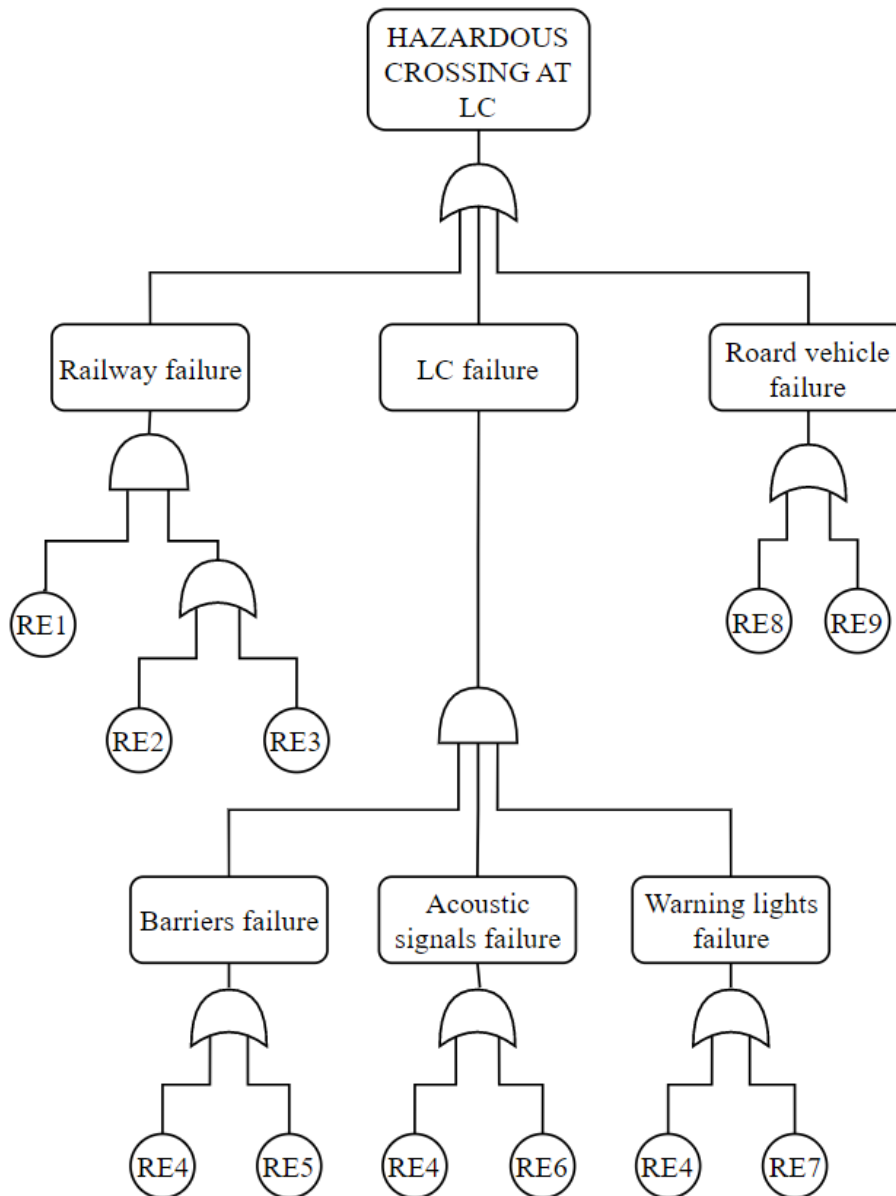 HAZARDOUS
CROSSING AT
LC
Railway failure
LC failure
Roard vehicle
failure
RE1
RE8
RE9
RE2
RE3
Barriers failure
Acoustic
signals failure
Warning lights
failure
RE4
RE5
RE4
RE6
RE4
RE7